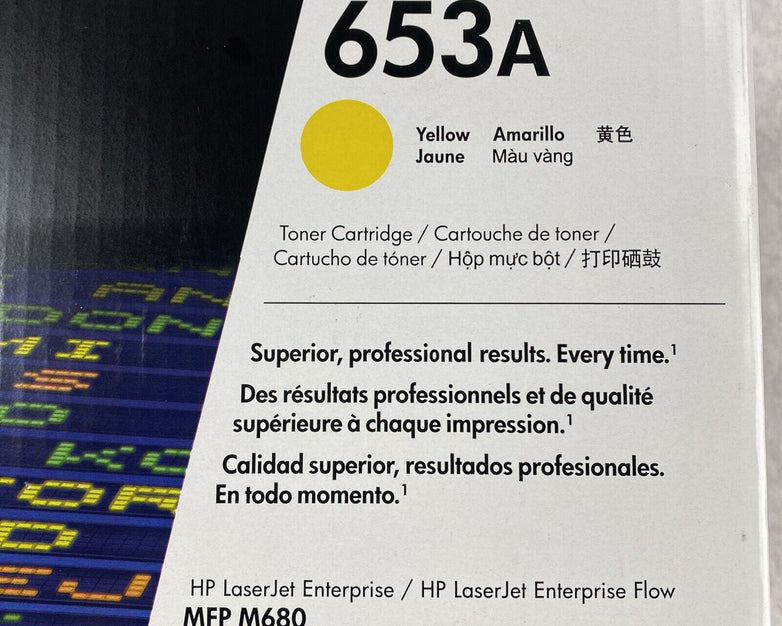 653A
Yellow Amarillo 黄色
Jaune Màu vàng
Toner Cartridge / Cartouche de toner /
Cartucho de tóner / Hộp mực bột / 打印硒鼓
Superior, professional results. Every time.¹
Des résultats professionnels et de qualité
supérieure à chaque impression.¹
Calidad superior, resultados profesionales.
En todo momento.¹
HP LaserJet Enterprise / HP LaserJet Enterprise Flow
MFP M680